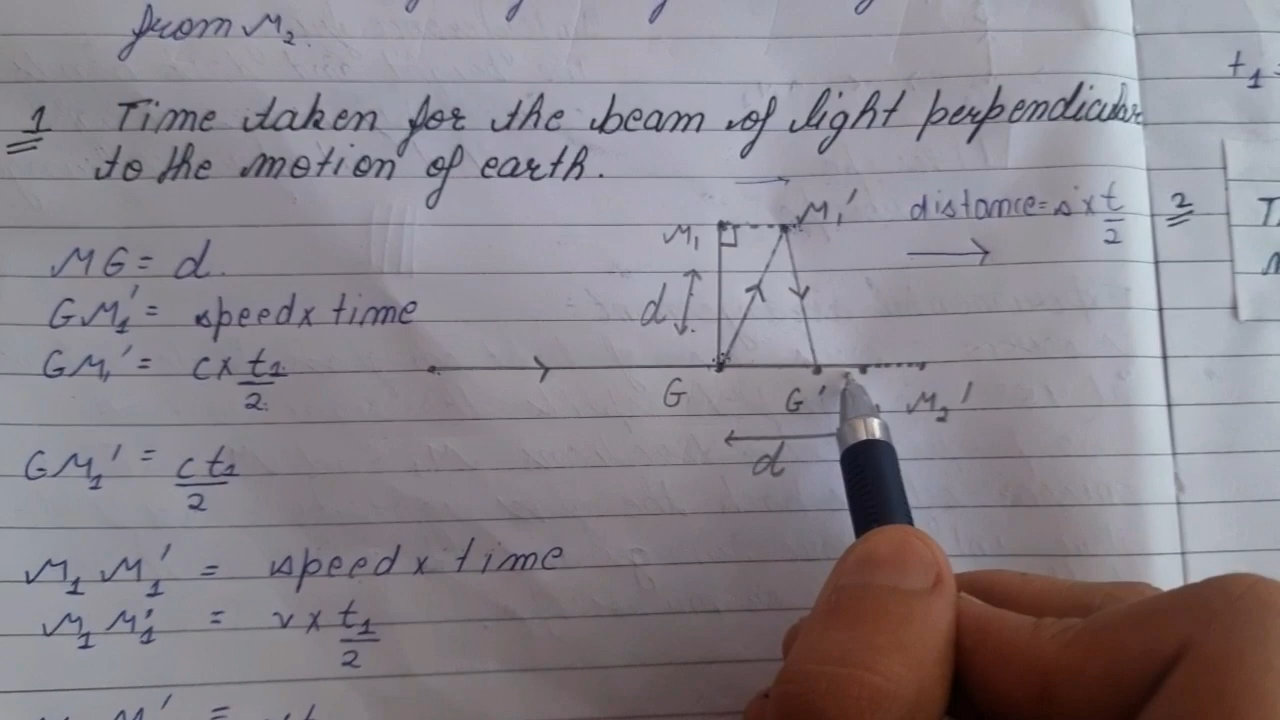 from M₂.
1 Time taken for the beam of light perpendicular
to the motion of earth.
MG = d.
GM₁' = speed x time
GM₁' = c x t₁/2
GM₁' = ct₁/2
M₁M₁' = speed x time
M₁M₁' = v x t₁/2
M₁ M₁' distance = s x t/2
d
G G' M₂'
d
t₁ =
2